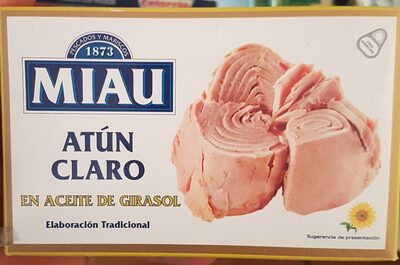 PESCADOS Y MARISCOS
1873
MIAU
ATÚN
CLARO
EN ACEITE DE GIRASOL
Elaboración Tradicional
Sugerencia de presentación